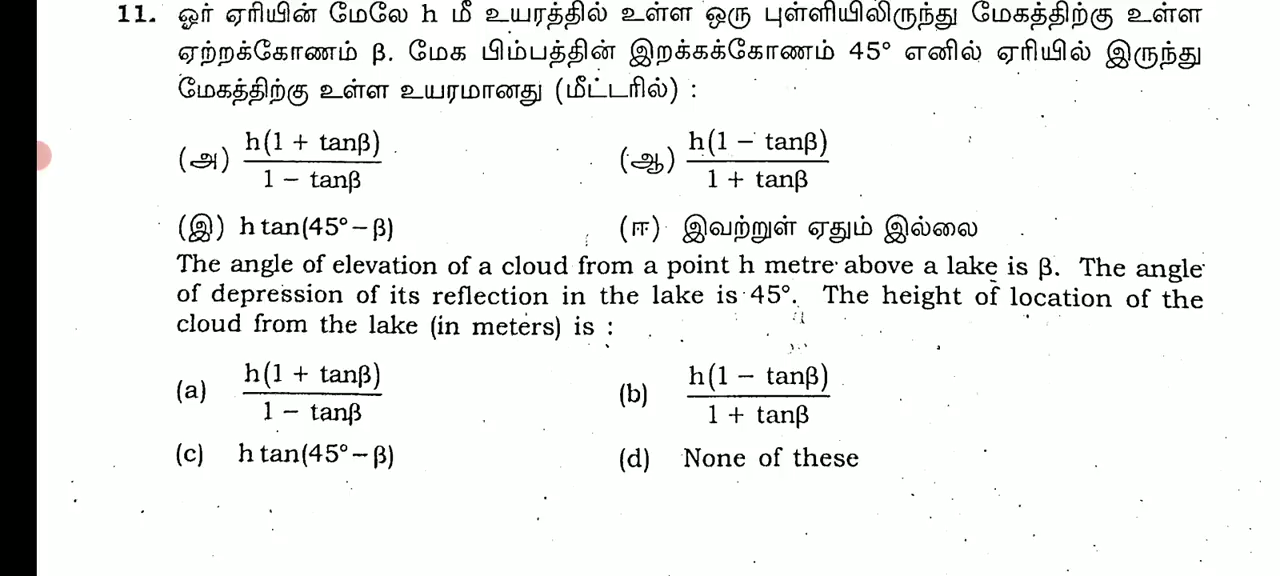 11. ஓர் ஏரியின் மேலே h மீ உயரத்தில் உள்ள ஒரு புள்ளியிலிருந்து மேகத்திற்கு உள்ள
ஏற்றக்கோணம் β. மேக பிம்பத்தின் இறக்கக்கோணம் 45° எனில் ஏரியில் இருந்து
மேகத்திற்கு உள்ள உயரமானது (மீட்டரில்) :
(அ) h(1 + tanβ) / 1 − tanβ (ஆ) h(1 − tanβ) / 1 + tanβ
(இ) h tan(45° − β) (ஈ) இவற்றுள் ஏதும் இல்லை
The angle of elevation of a cloud from a point h metre above a lake is β. The angle
of depression of its reflection in the lake is 45°. The height of location of the
cloud from the lake (in meters) is :
(a) h(1 + tanβ) / 1 − tanβ (b) h(1 − tanβ) / 1 + tanβ
(c) h tan(45° − β) (d) None of these